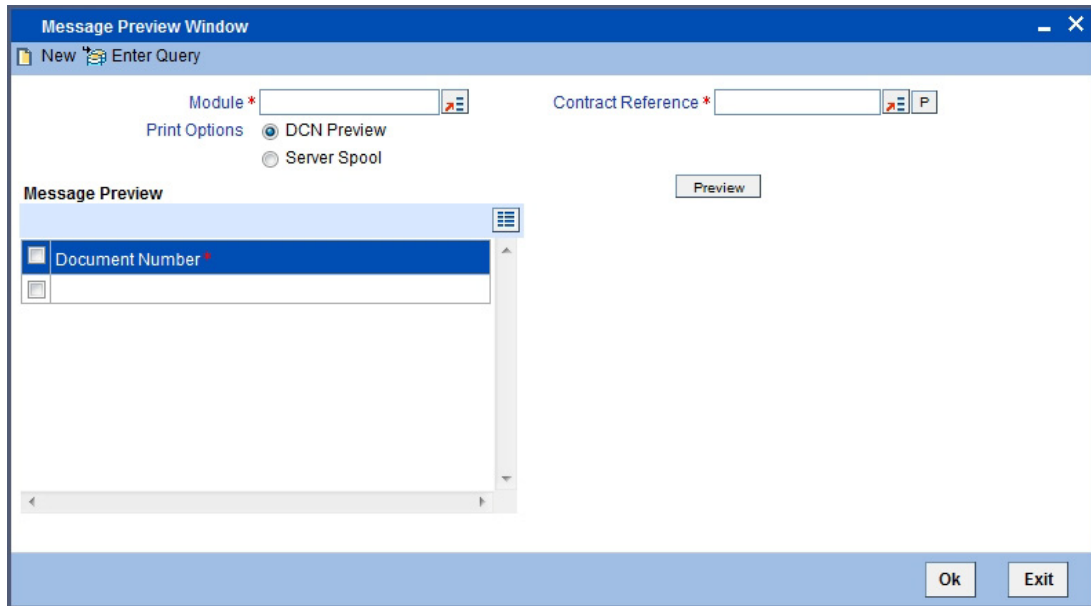 Message Preview Window
New Enter Query
Module * Contract Reference * P
Print Options DCN Preview
Server Spool
Preview
Message Preview
Document Number *
Ok Exit